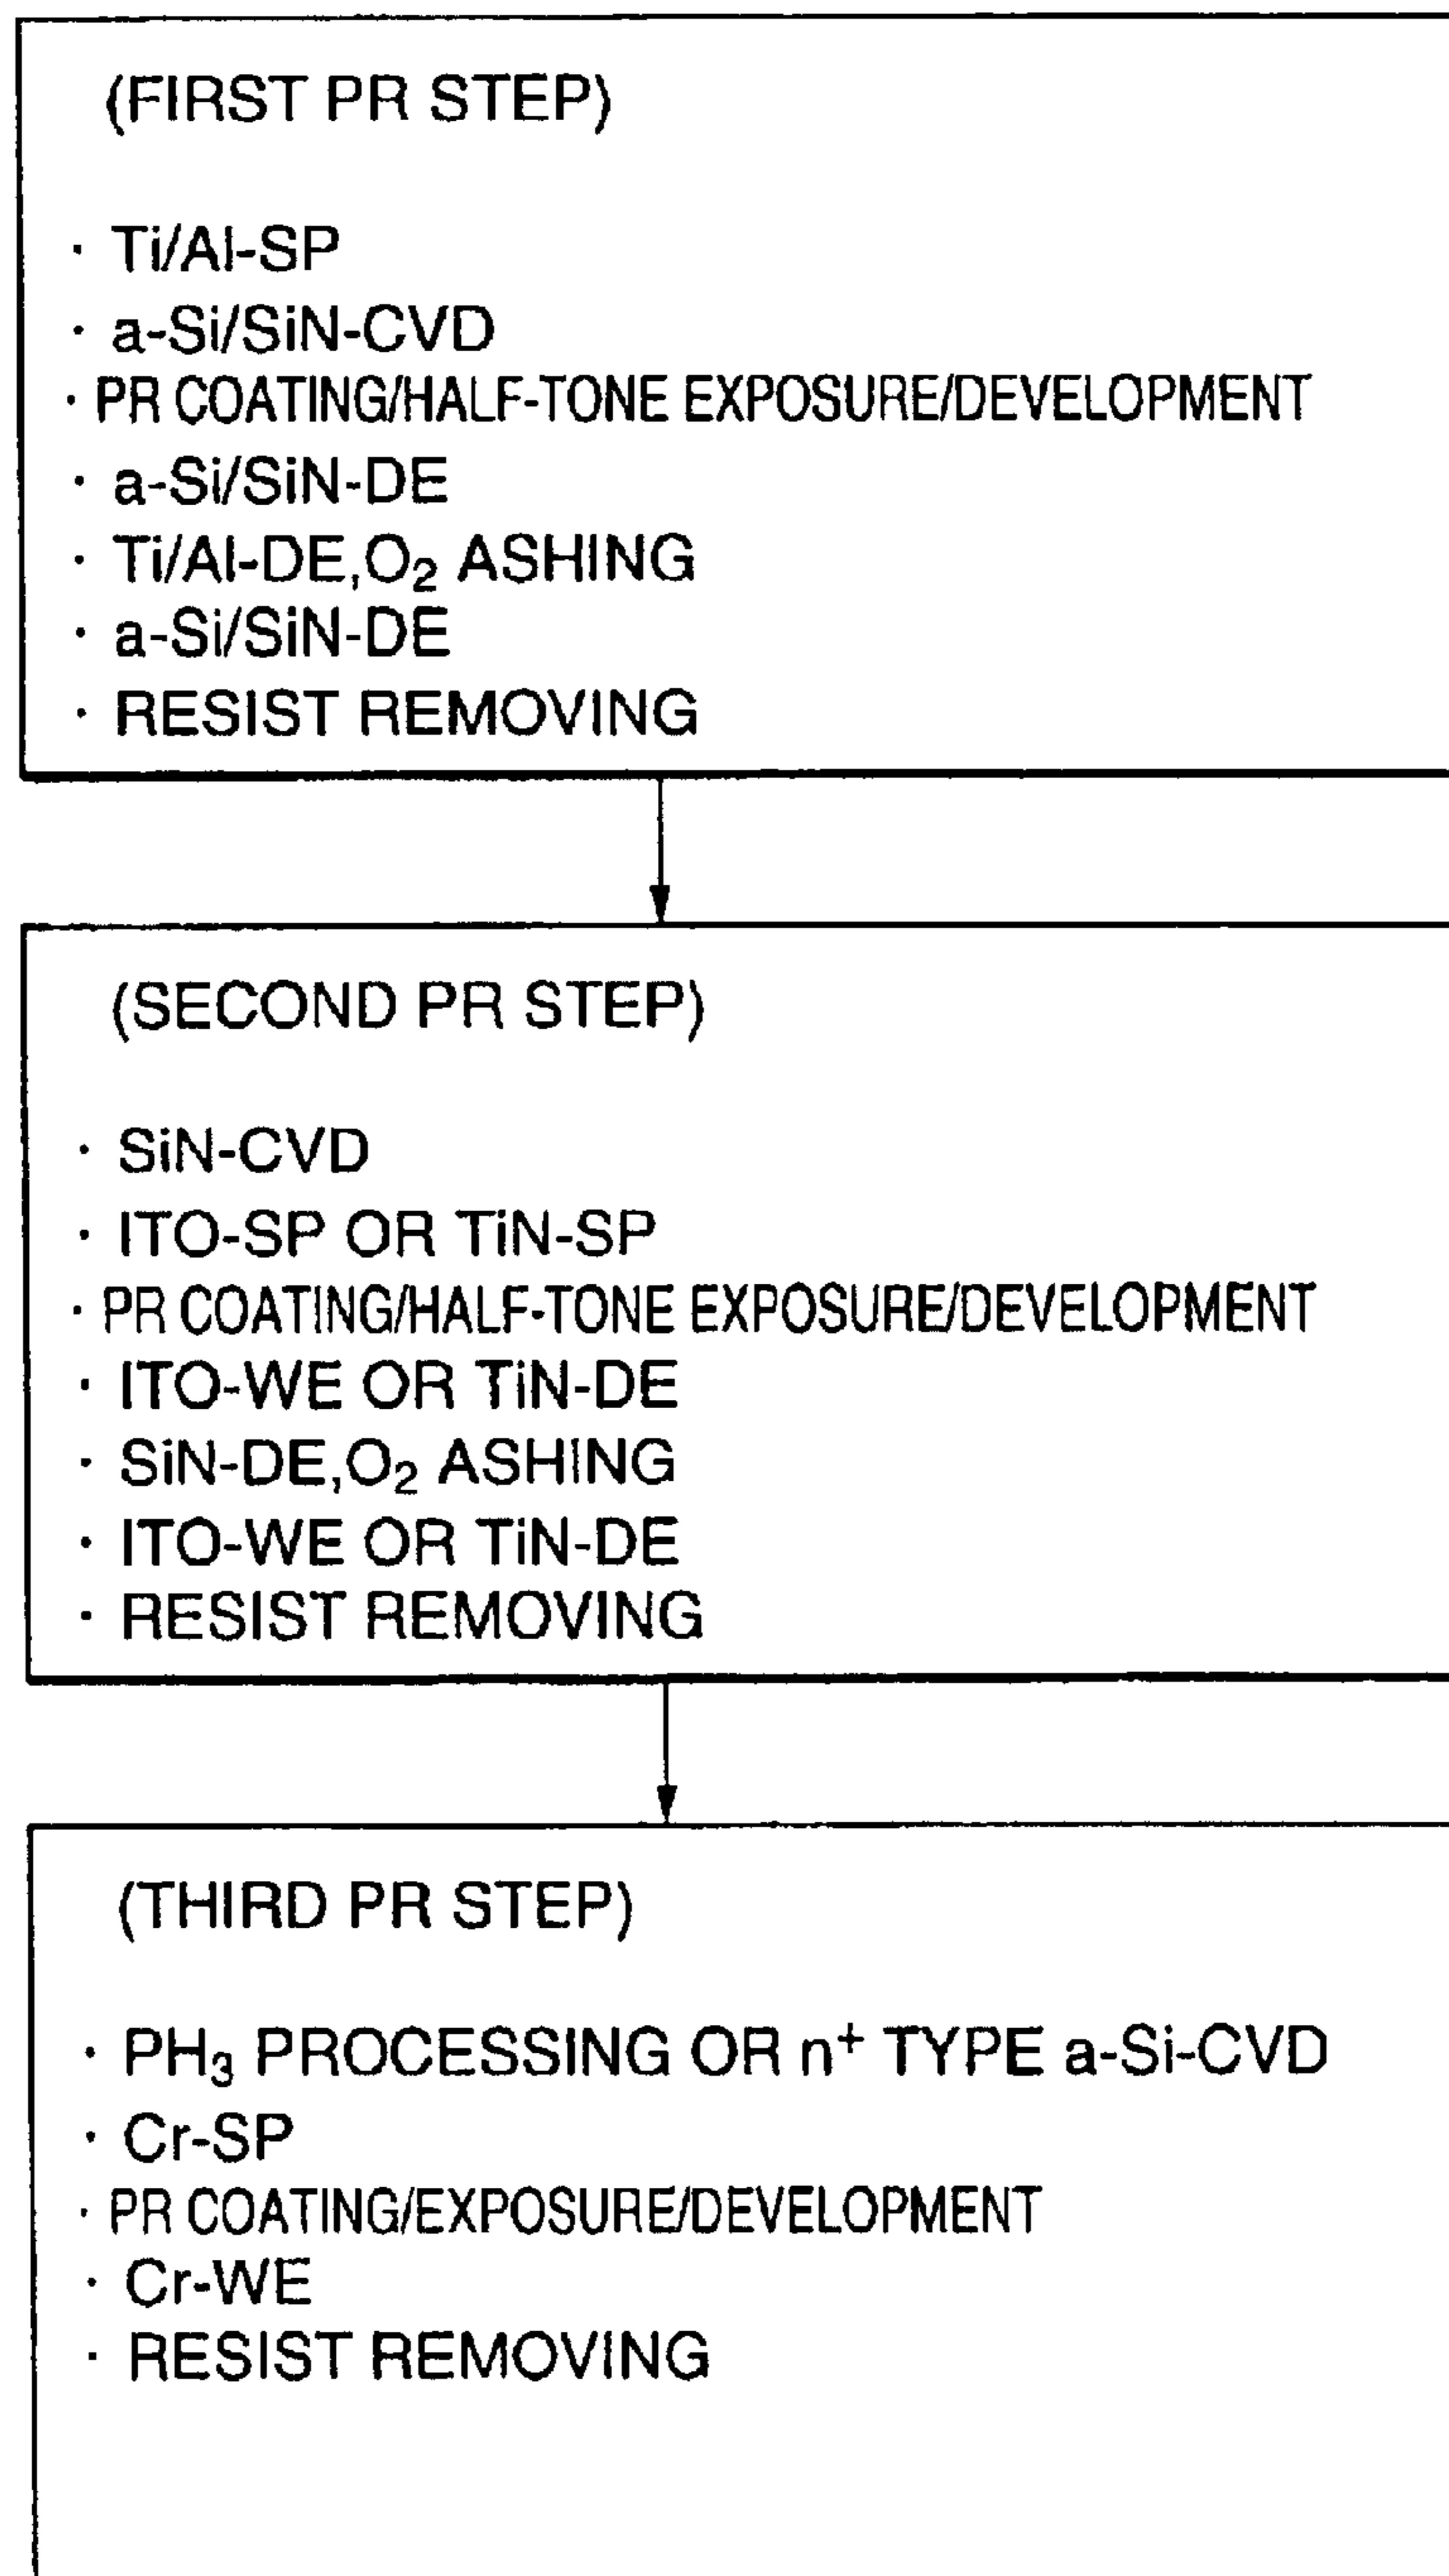 (FIRST PR STEP)
· Ti/Al-SP
· a-Si/SiN-CVD
· PR COATING/HALF-TONE EXPOSURE/DEVELOPMENT
· a-Si/SiN-DE
· Ti/Al-DE,O₂ ASHING
· a-Si/SiN-DE
· RESIST REMOVING
(SECOND PR STEP)
· SiN-CVD
· ITO-SP OR TiN-SP
· PR COATING/HALF-TONE EXPOSURE/DEVELOPMENT
· ITO-WE OR TiN-DE
· SiN-DE,O₂ ASHING
· ITO-WE OR TiN-DE
· RESIST REMOVING
(THIRD PR STEP)
· PH₃ PROCESSING OR n⁺ TYPE a-Si-CVD
· Cr-SP
· PR COATING/EXPOSURE/DEVELOPMENT
· Cr-WE
· RESIST REMOVING